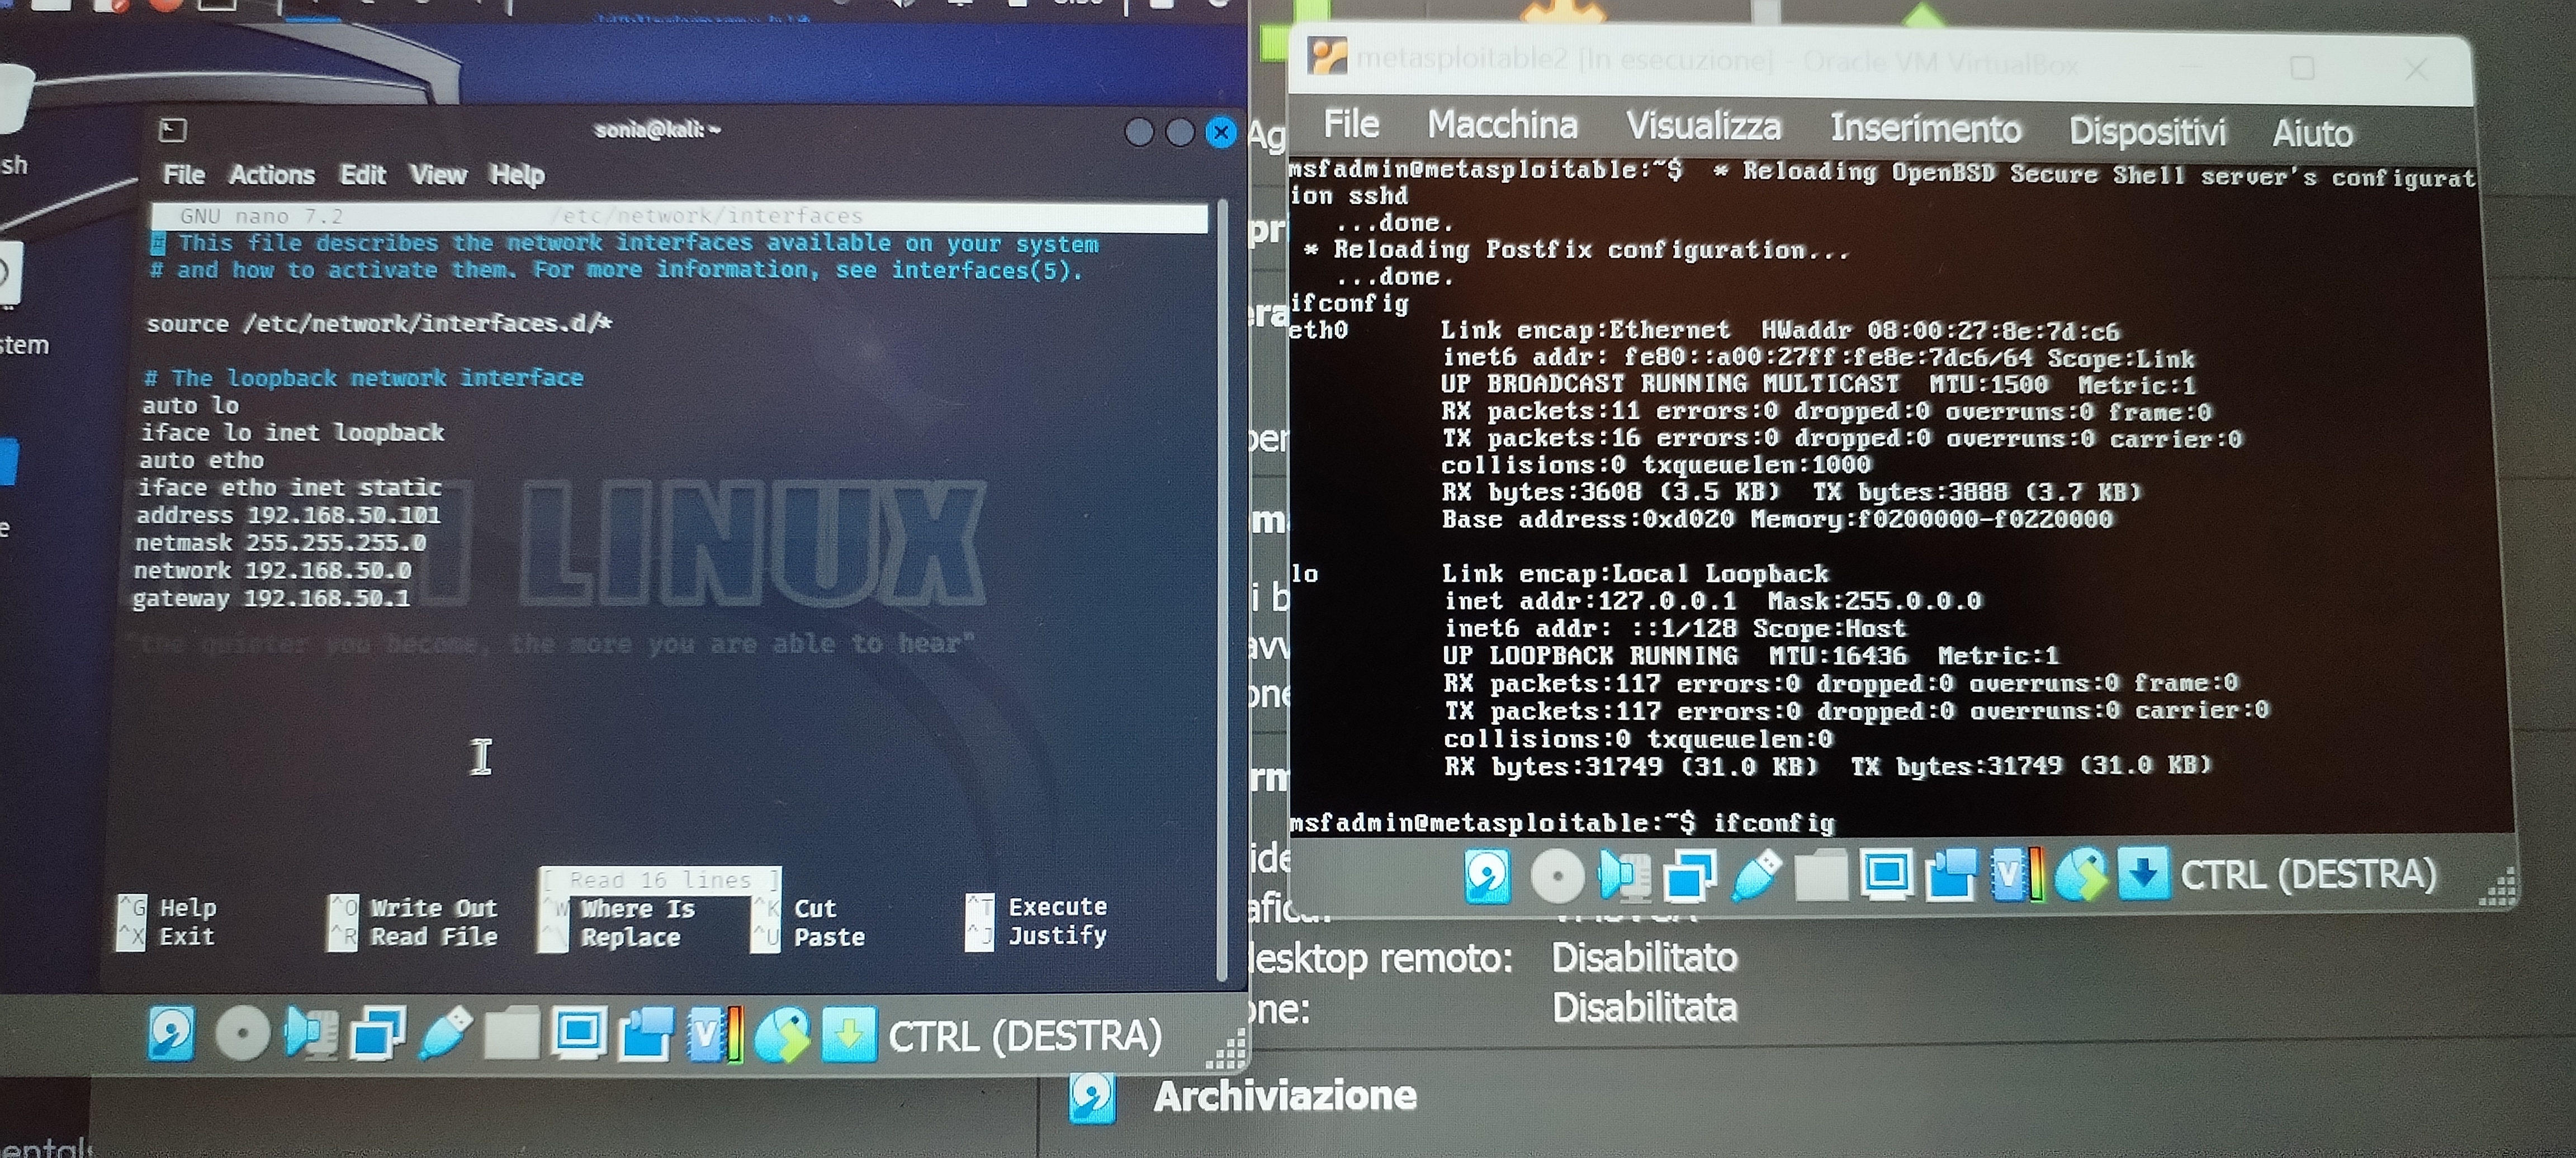 sh
stem
e
sonia@kali: ~
File Actions Edit View Help
GNU nano 7.2 /etc/network/interfaces
# This file describes the network interfaces available on your system
# and how to activate them. For more information, see interfaces(5).
source /etc/network/interfaces.d/*
# The loopback network interface
auto lo
iface lo inet loopback
auto etho
iface etho inet static
address 192.168.50.101
netmask 255.255.255.0
network 192.168.50.0
gateway 192.168.50.1
LINUX
"the quieter you become, the more you are able to hear"
[ Read 16 lines ]
^G Help ^O Write Out ^W Where Is ^K Cut ^T Execute
^X Exit ^R Read File ^\ Replace ^U Paste ^J Justify
V
CTRL (DESTRA)
metasploitable2 [In esecuzione] - Oracle VM VirtualBox
File Macchina Visualizza Inserimento Dispositivi Aiuto
msfadmin@metasploitable:~$ * Reloading OpenBSD Secure Shell server's configurat
ion sshd
...done.
* Reloading Postfix configuration...
...done.
ifconfig
eth0 Link encap:Ethernet HWaddr 08:00:27:8e:7d:c6
inet6 addr: fe80::a00:27ff:fe8e:7dc6/64 Scope:Link
UP BROADCAST RUNNING MULTICAST MTU:1500 Metric:1
RX packets:11 errors:0 dropped:0 overruns:0 frame:0
TX packets:16 errors:0 dropped:0 overruns:0 carrier:0
collisions:0 txqueuelen:1000
RX bytes:3608 (3.5 KB) TX bytes:3888 (3.7 KB)
Base address:0xd020 Memory:f0200000-f0220000
lo Link encap:Local Loopback
inet addr:127.0.0.1 Mask:255.0.0.0
inet6 addr: ::1/128 Scope:Host
UP LOOPBACK RUNNING MTU:16436 Metric:1
RX packets:117 errors:0 dropped:0 overruns:0 frame:0
TX packets:117 errors:0 dropped:0 overruns:0 carrier:0
collisions:0 txqueuelen:0
RX bytes:31749 (31.0 KB) TX bytes:31749 (31.0 KB)
msfadmin@metasploitable:~$ ifconfig
V
CTRL (DESTRA)
desktop remoto: Disabilitato
one: Disabilitata
Archiviazione